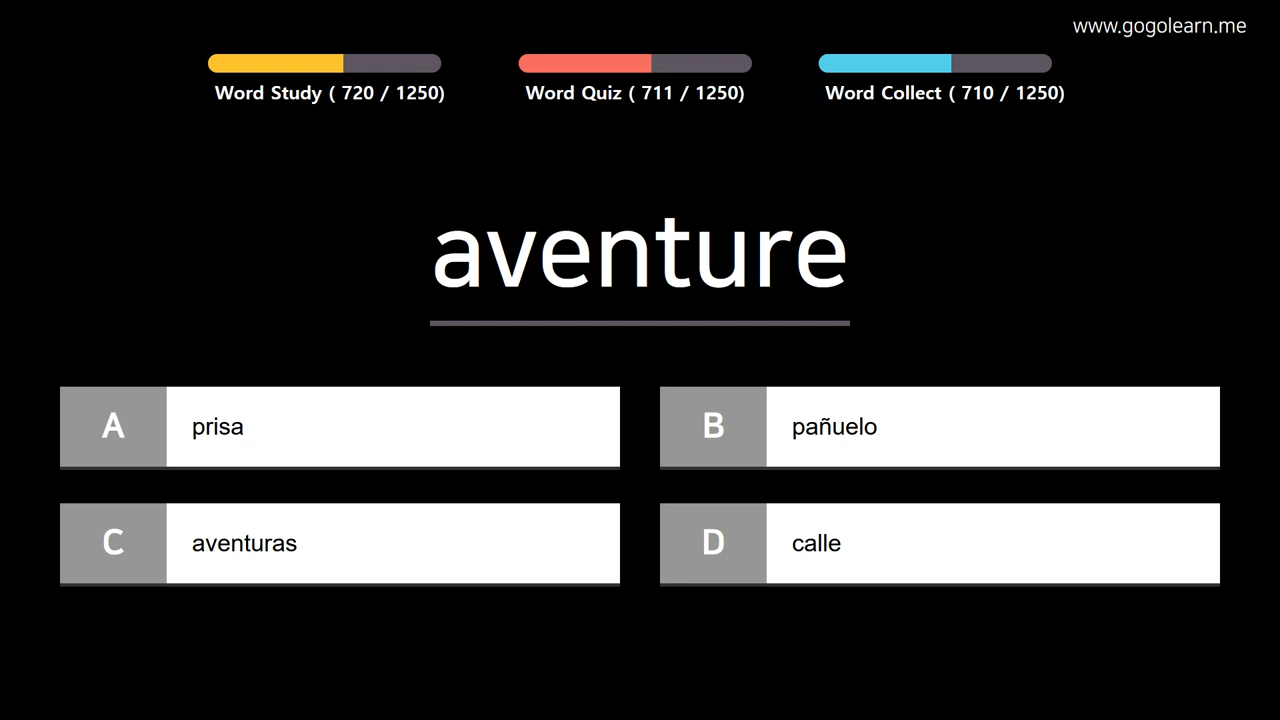 www.gogolearn.me
Word Study ( 720 / 1250)
Word Quiz ( 711 / 1250)
Word Collect ( 710 / 1250)
aventure
A prisa
B pañuelo
C aventuras
D calle